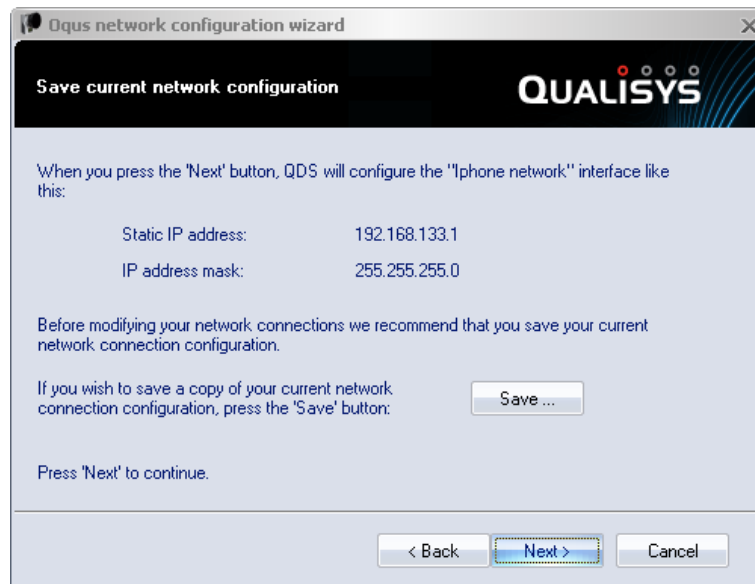 Oqus network configuration wizard
Save current network configuration
QUALISYS
When you press the 'Next' button, QDS will configure the "Iphone network" interface like
this:
Static IP address: 192.168.133.1
IP address mask: 255.255.255.0
Before modifying your network connections we recommend that you save your current
network connection configuration.
If you wish to save a copy of your current network
connection configuration, press the 'Save' button:
Save ...
Press 'Next' to continue.
< Back Next > Cancel